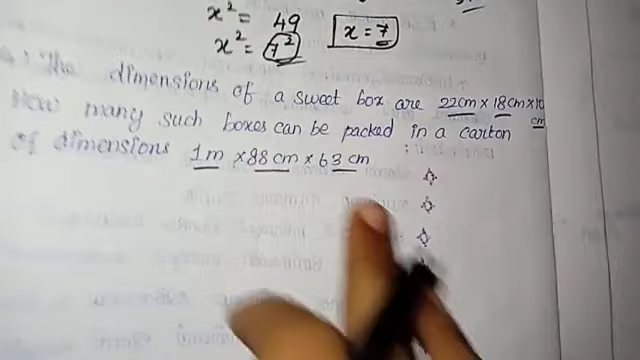 x² = 49
x² = 7² x = 7
The dimensions of a sweet box are 22cm x 18cm x 10
How many such boxes can be packed in a carton cm
of dimensions 1m x 88 cm x 63 cm :